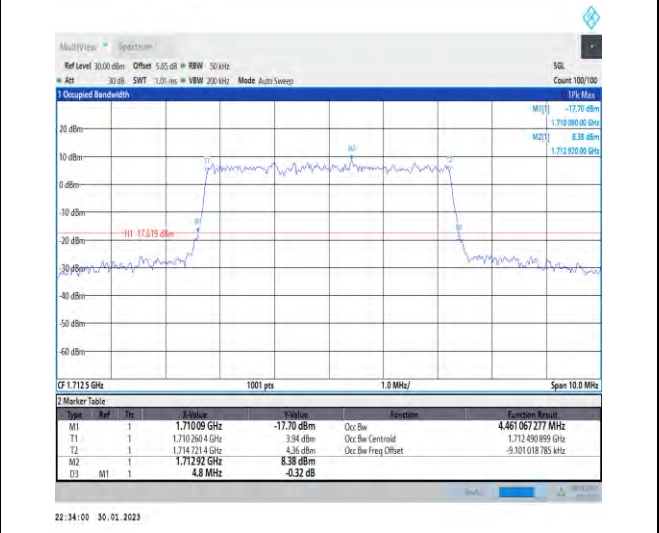 MultiView Spectrum
Ref Level 30.00 dBm Offset 5.65 dB RBW 50 kHz SGL
Att 30 dB SWT 1.01 ms VBW 200 kHz Mode Auto Sweep Count 100/100
1 Occupied Bandwidth 1Pk Max
M1[1] -17.70 dBm
1.710 090 00 GHz
M2[1] 8.38 dBm
1.712 920 00 GHz
20 dBm
M2
10 dBm
T1 T2
0 dBm
-10 dBm
M1
D3
H1 -17.619 dBm
-20 dBm
-30 dBm
-40 dBm
-50 dBm
-60 dBm
CF 1.712 5 GHz 1001 pts 1.0 MHz/ Span 10.0 MHz
2 Marker Table
Type Ref Trc X-Value Y-Value Function Function Result
M1 1 1.710 09 GHz -17.70 dBm Occ Bw 4.461 067 277 MHz
T1 1 1.710 260 4 GHz 3.94 dBm Occ Bw Centroid 1.712 490 899 GHz
T2 1 1.714 721 4 GHz 4.36 dBm Occ Bw Freq Offset -9.101 018 785 kHz
M2 1 1.712 92 GHz 8.38 dBm
D3 M1 1 4.8 MHz -0.32 dB
22:34:00 30.01.2023